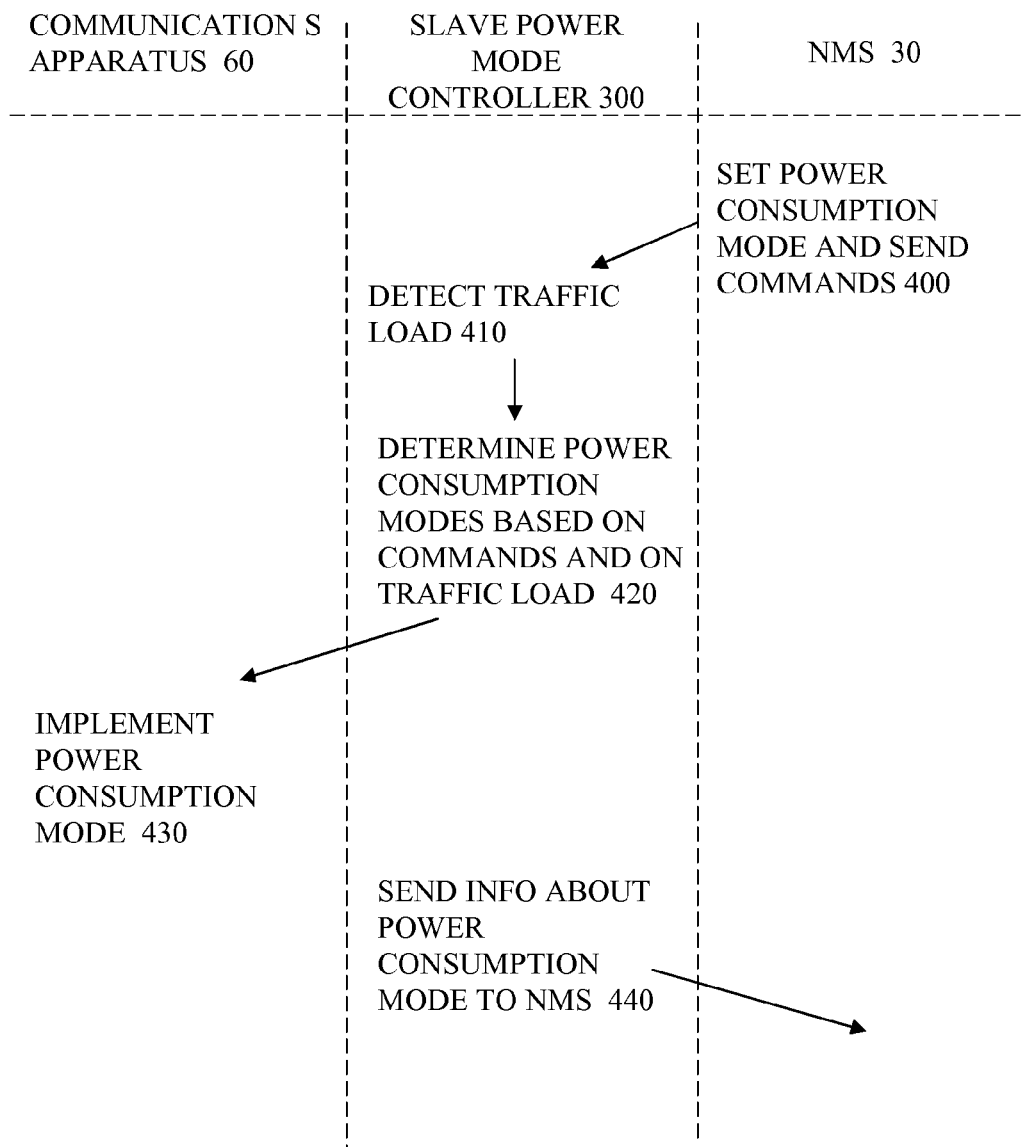 COMMUNICATION S
APPARATUS 60
SLAVE POWER
MODE
CONTROLLER 300
NMS 30
SET POWER
CONSUMPTION
MODE AND SEND
COMMANDS 400
DETECT TRAFFIC
LOAD 410
DETERMINE POWER
CONSUMPTION
MODES BASED ON
COMMANDS AND ON
TRAFFIC LOAD 420
IMPLEMENT
POWER
CONSUMPTION
MODE 430
SEND INFO ABOUT
POWER
CONSUMPTION
MODE TO NMS 440